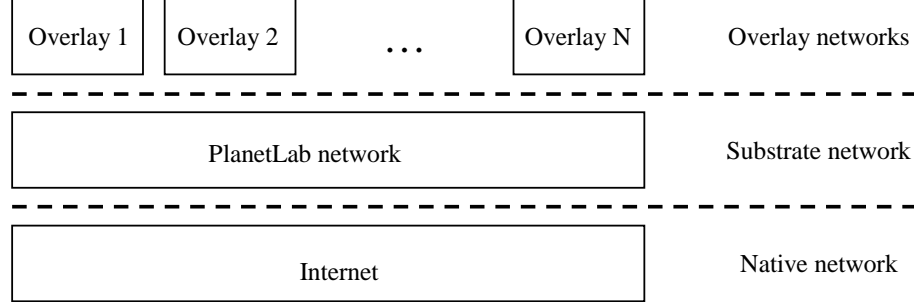 Overlay 1 Overlay 2 ... Overlay N Overlay networks
PlanetLab network Substrate network
Internet Native network